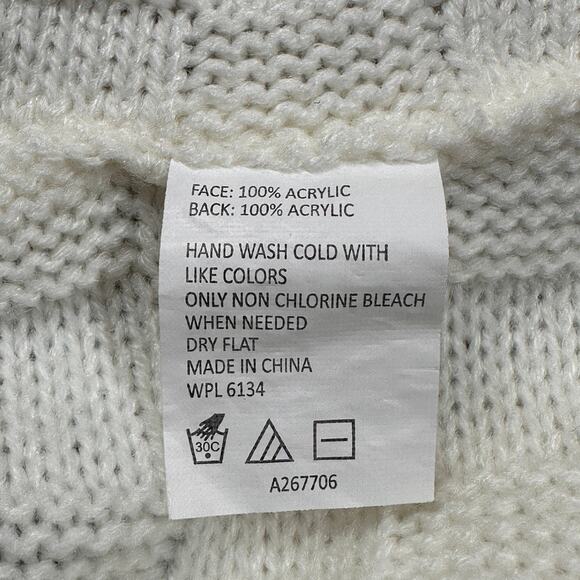 FACE: 100% ACRYLIC
BACK: 100% ACRYLIC
HAND WASH COLD WITH
LIKE COLORS
ONLY NON CHLORINE BLEACH
WHEN NEEDED
DRY FLAT
MADE IN CHINA
WPL 6134
30C
A267706